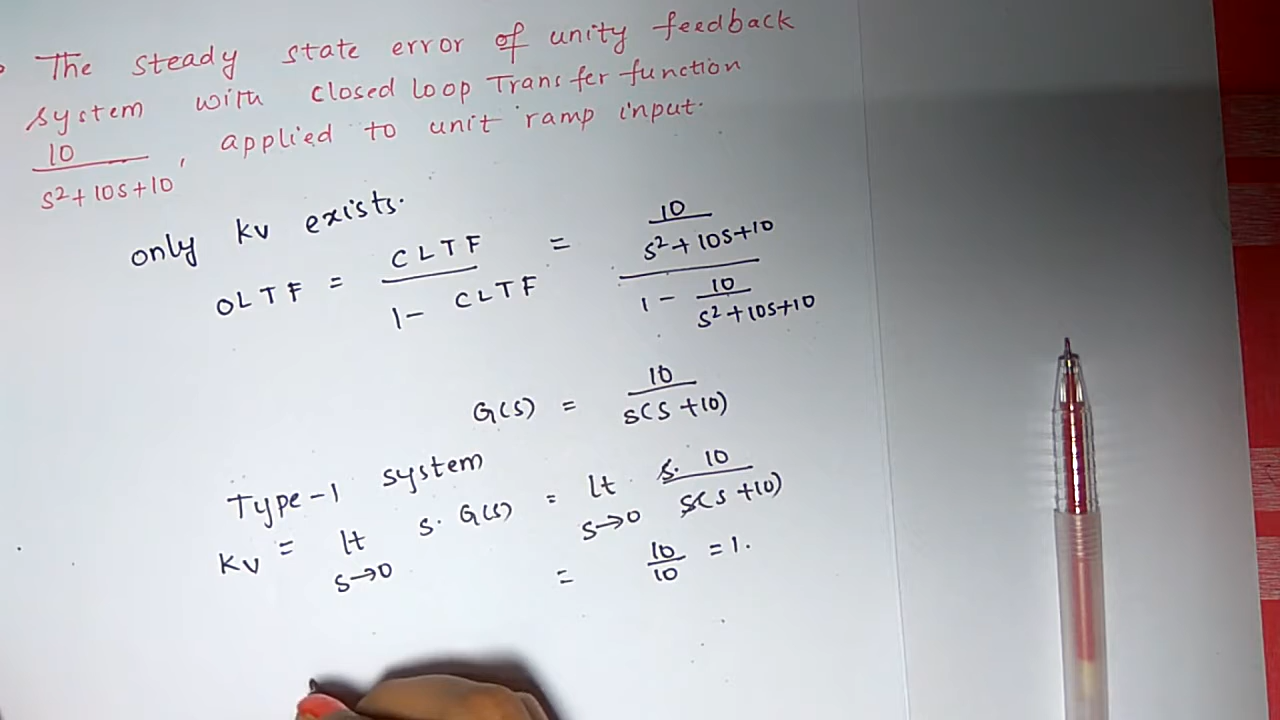 The steady state error of unity feedback
system with closed loop Transfer function
10 / s²+10s+10 , applied to unit ramp input.
only kv exists.
OLTF = CLTF / 1- CLTF = 10 / s²+10s+10 / 1 - 10 / s²+10s+10
G(s) = 10 / s(s+10)
Type-1 system
kv = lt s→0 s. G(s) = lt s→0 s. 10 / s(s+10)
= 10 / 10 = 1.